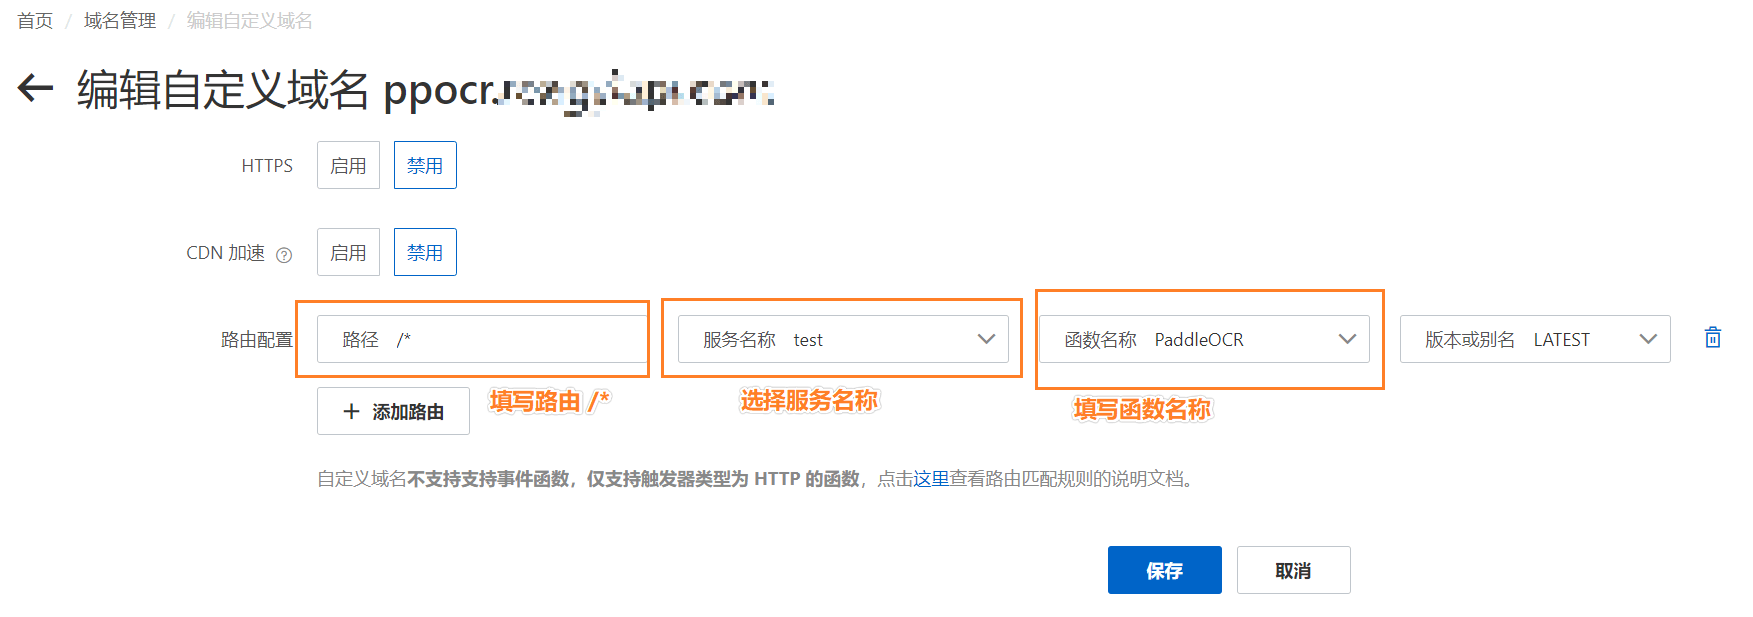 首页 / 域名管理 / 编辑自定义域名
编辑自定义域名 ppocr.
HTTPS 启用 禁用
CDN 加速 ? 启用 禁用
路由配置 路径 /* 服务名称 test 函数名称 PaddleOCR 版本或别名 LATEST
+ 添加路由 填写路由 /* 选择服务名称 填写函数名称
自定义域名不支持支持事件函数，仅支持触发器类型为 HTTP 的函数，点击这里查看路由匹配规则的说明文档。
保存 取消